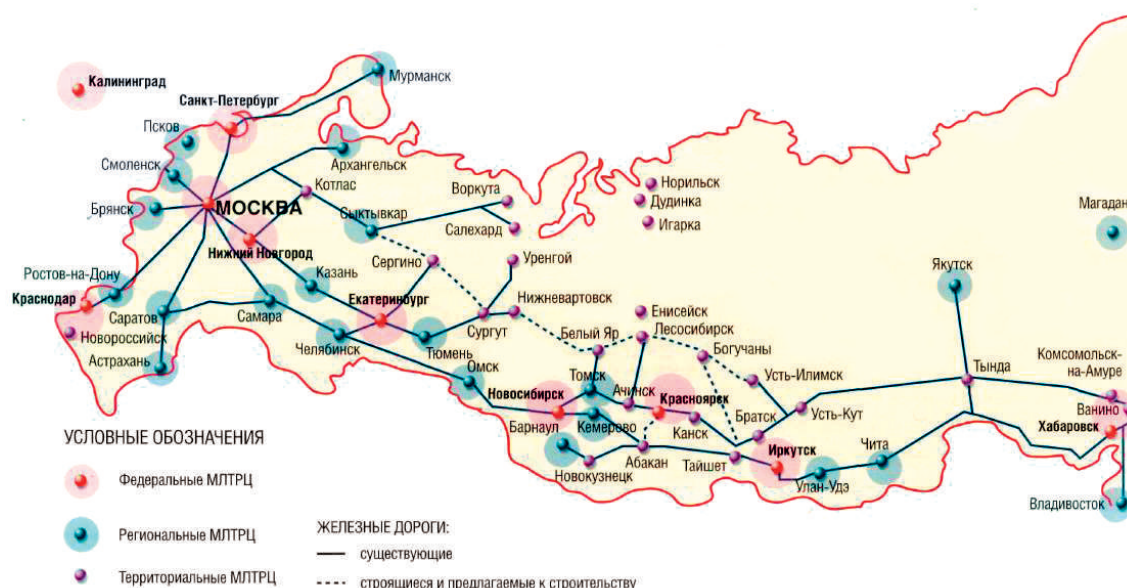 Калининград
Мурманск
Санкт-Петербург
Псков
Смоленск
Архангельск
Котлас
Воркута
Норильск
Дудинка
Брянск
МОСКВА
Сыктывкар
Салехард
Игарка
Магадан
Нижний Новгород
Сергино
Уренгой
Ростов-на-Дону
Казань
Якутск
Краснодар
Екатеринбург
Нижневартовск
Саратов
Самара
Сургут
Енисейск
Новороссийск
Белый Яр
Лесосибирск
Челябинск
Тюмень
Богучаны
Астрахань
Омск
Комсомольск-
на-Амуре
Тында
Томск
Усть-Илимск
Новосибирск
Ачинск
Красноярск
Ванино
Барнаул
Кемерово
Братск
Усть-Кут
Канск
Хабаровск
Абакан
Тайшет
Иркутск
Чита
Новокузнецк
Улан-Удэ
Владивосток
УСЛОВНЫЕ ОБОЗНАЧЕНИЯ
Федеральные МЛТРЦ
Региональные МЛТРЦ
Территориальные МЛТРЦ
ЖЕЛЕЗНЫЕ ДОРОГИ:
существующие
строящиеся и предлагаемые к строительству